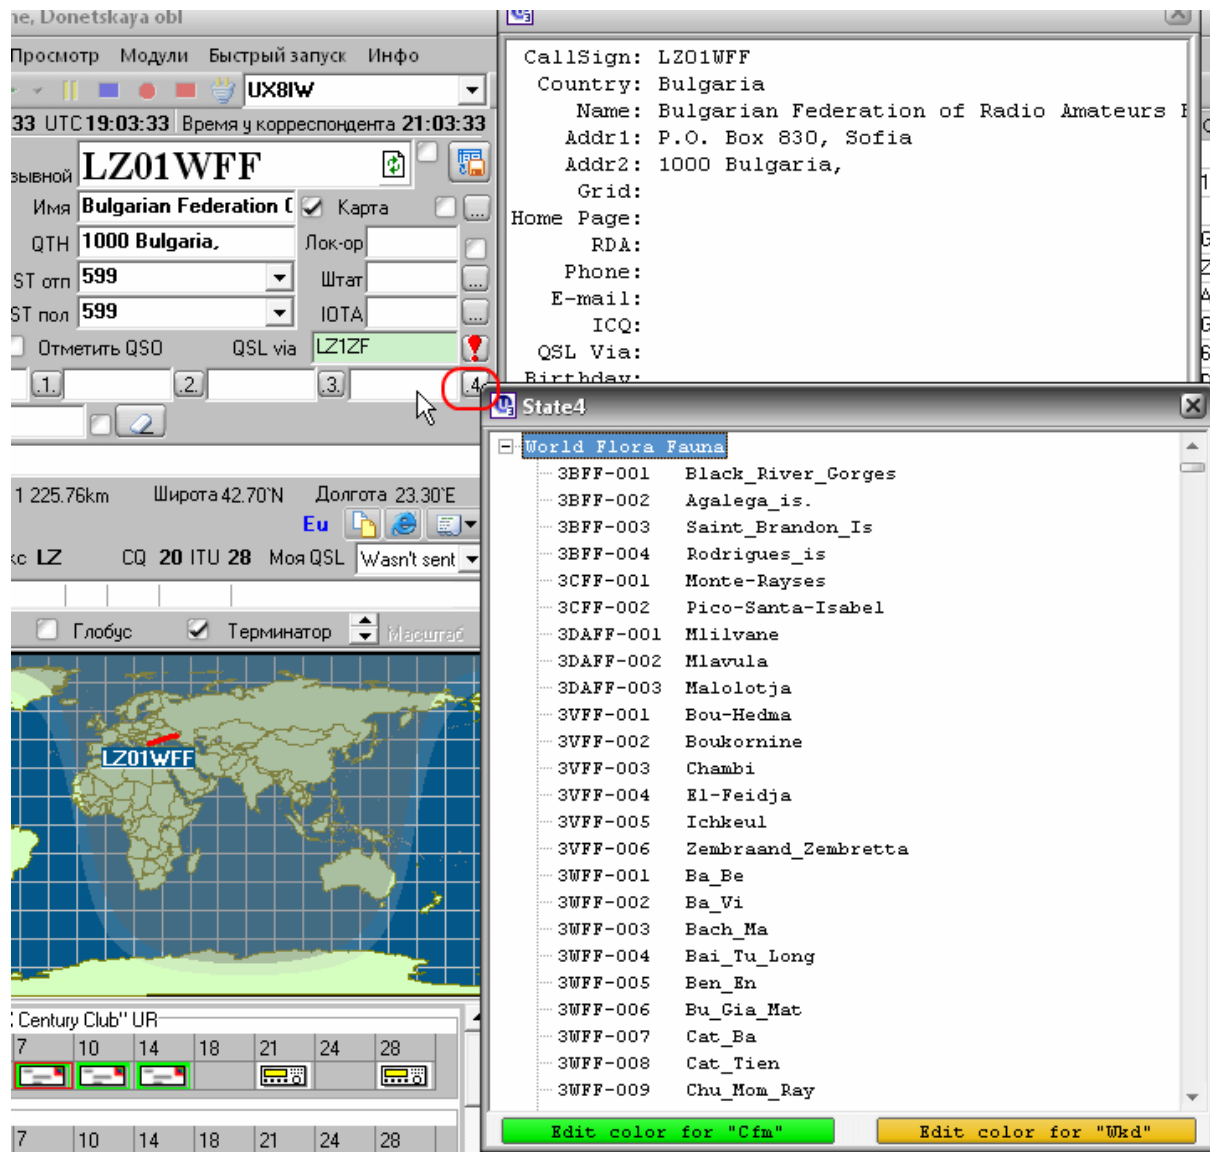 ne, Donetskaya obl
Просмотр Модули Быстрый запуск Инфо
UX8IW
33 UTC 19:03:33 Время у корреспондента 21:03:33
зывной LZ01WFF
Имя Bulgarian Federation Карта ...
QTH 1000 Bulgaria, Лок-ор
ST отп 599 Штат ...
ST пол 599 IOTA ...
Отметить QSO QSL via LZ1ZF
.1. .2. .3. .4.
1 225.76km Широта 42.70`N Долгота 23.30`E
Eu
кс LZ CQ 20 ITU 28 Моя QSL Wasn't sent
Глобус Терминатор Масштаб
LZ01WFF
Century Club" UR
7 10 14 18 21 24 28
7 10 14 18 21 24 28
CallSign: LZ01WFF
Country: Bulgaria
Name: Bulgarian Federation of Radio Amateurs
Addr1: P.O. Box 830, Sofia
Addr2: 1000 Bulgaria,
Grid:
Home Page:
RDA:
Phone:
E-mail:
ICQ:
QSL Via:
Birthday:
State4
World Flora Fauna
3BFF-001 Black_River_Gorges
3BFF-002 Agalega_is.
3BFF-003 Saint_Brandon_Is
3BFF-004 Rodrigues_is
3CFF-001 Monte-Rayses
3CFF-002 Pico-Santa-Isabel
3DAFF-001 Mlilvane
3DAFF-002 Mlavula
3DAFF-003 Malolotja
3VFF-001 Bou-Hedma
3VFF-002 Boukornine
3VFF-003 Chambi
3VFF-004 El-Feidja
3VFF-005 Ichkeul
3VFF-006 Zembraand_Zembretta
3WFF-001 Ba_Be
3WFF-002 Ba_Vi
3WFF-003 Bach_Ma
3WFF-004 Bai_Tu_Long
3WFF-005 Ben_En
3WFF-006 Bu_Gia_Mat
3WFF-007 Cat_Ba
3WFF-008 Cat_Tien
3WFF-009 Chu_Mom_Ray
Edit color for "Cfm" Edit color for "Wkd"